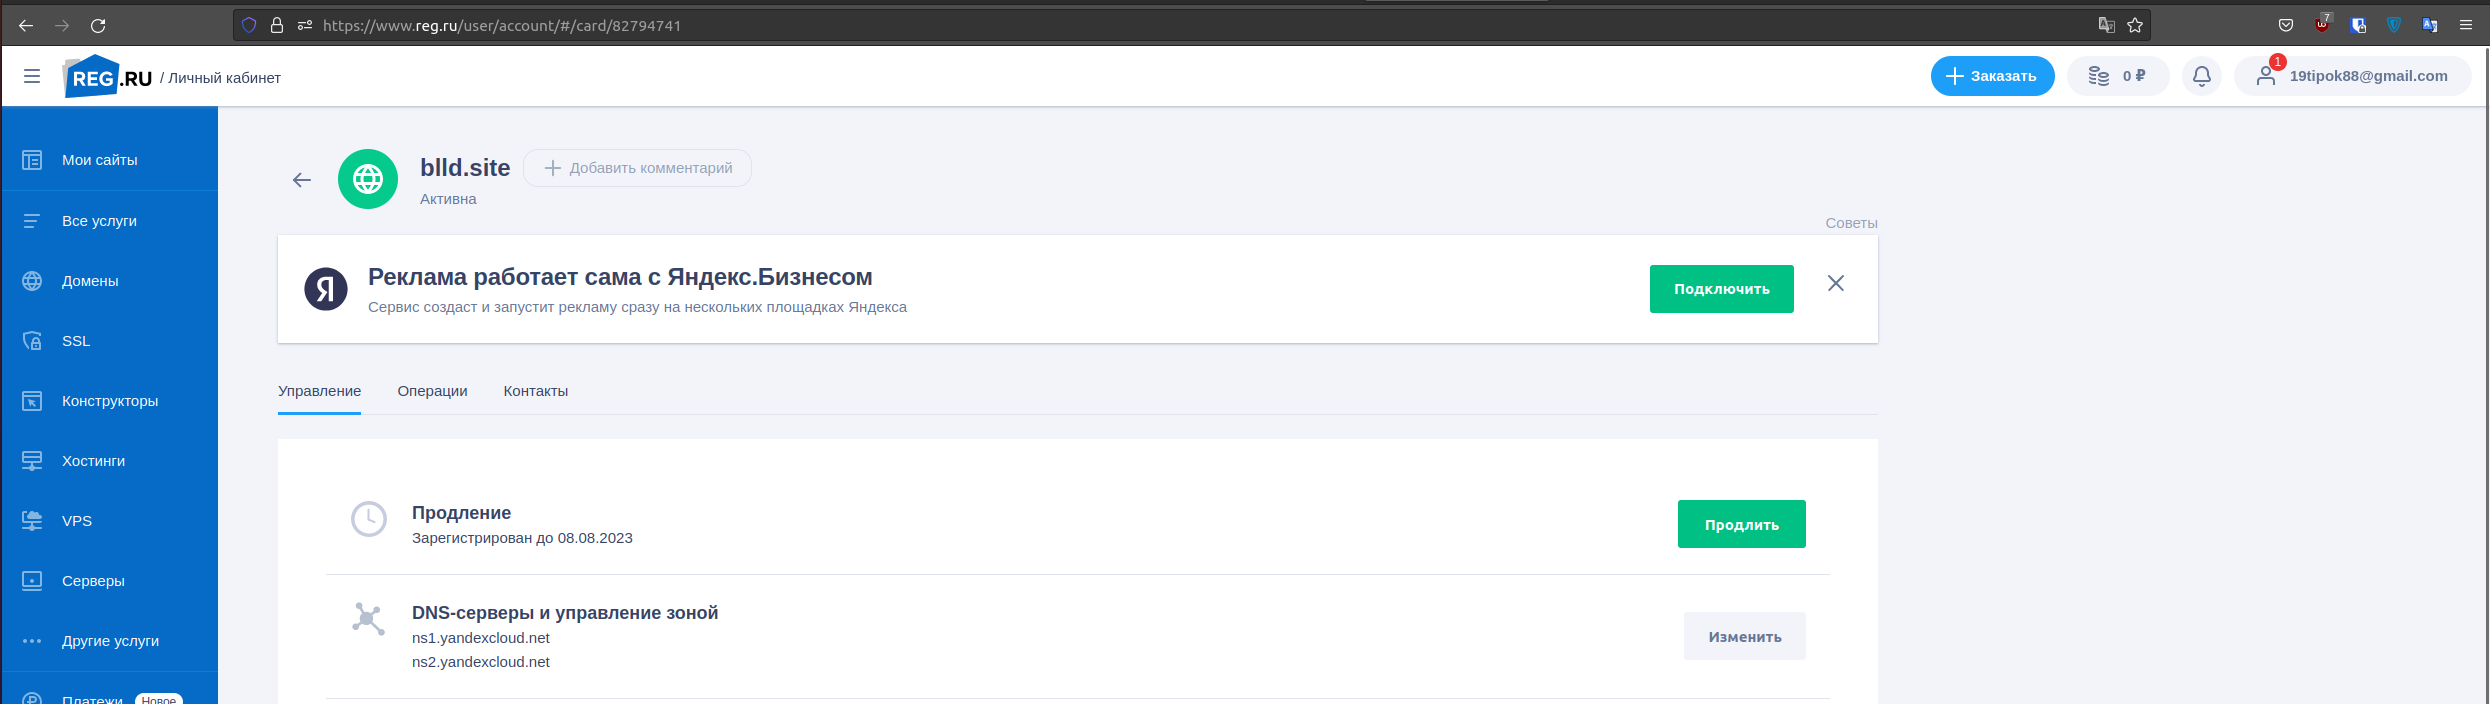 https://www.reg.ru/user/account/#/card/82794741
7
REG.RU / Личный кабинет
Заказать
0 ₽
1
19tipok88@gmail.com
Мои сайты
Все услуги
Домены
SSL
Конструкторы
Хостинги
VPS
Серверы
Другие услуги
Платежи Новое
blld.site
Добавить комментарий
Активна
Советы
Я
Реклама работает сама с Яндекс.Бизнесом
Сервис создаст и запустит рекламу сразу на нескольких площадках Яндекса
Подключить
Управление Операции Контакты
Продление
Зарегистрирован до 08.08.2023
Продлить
DNS-серверы и управление зоной
ns1.yandexcloud.net
ns2.yandexcloud.net
Изменить